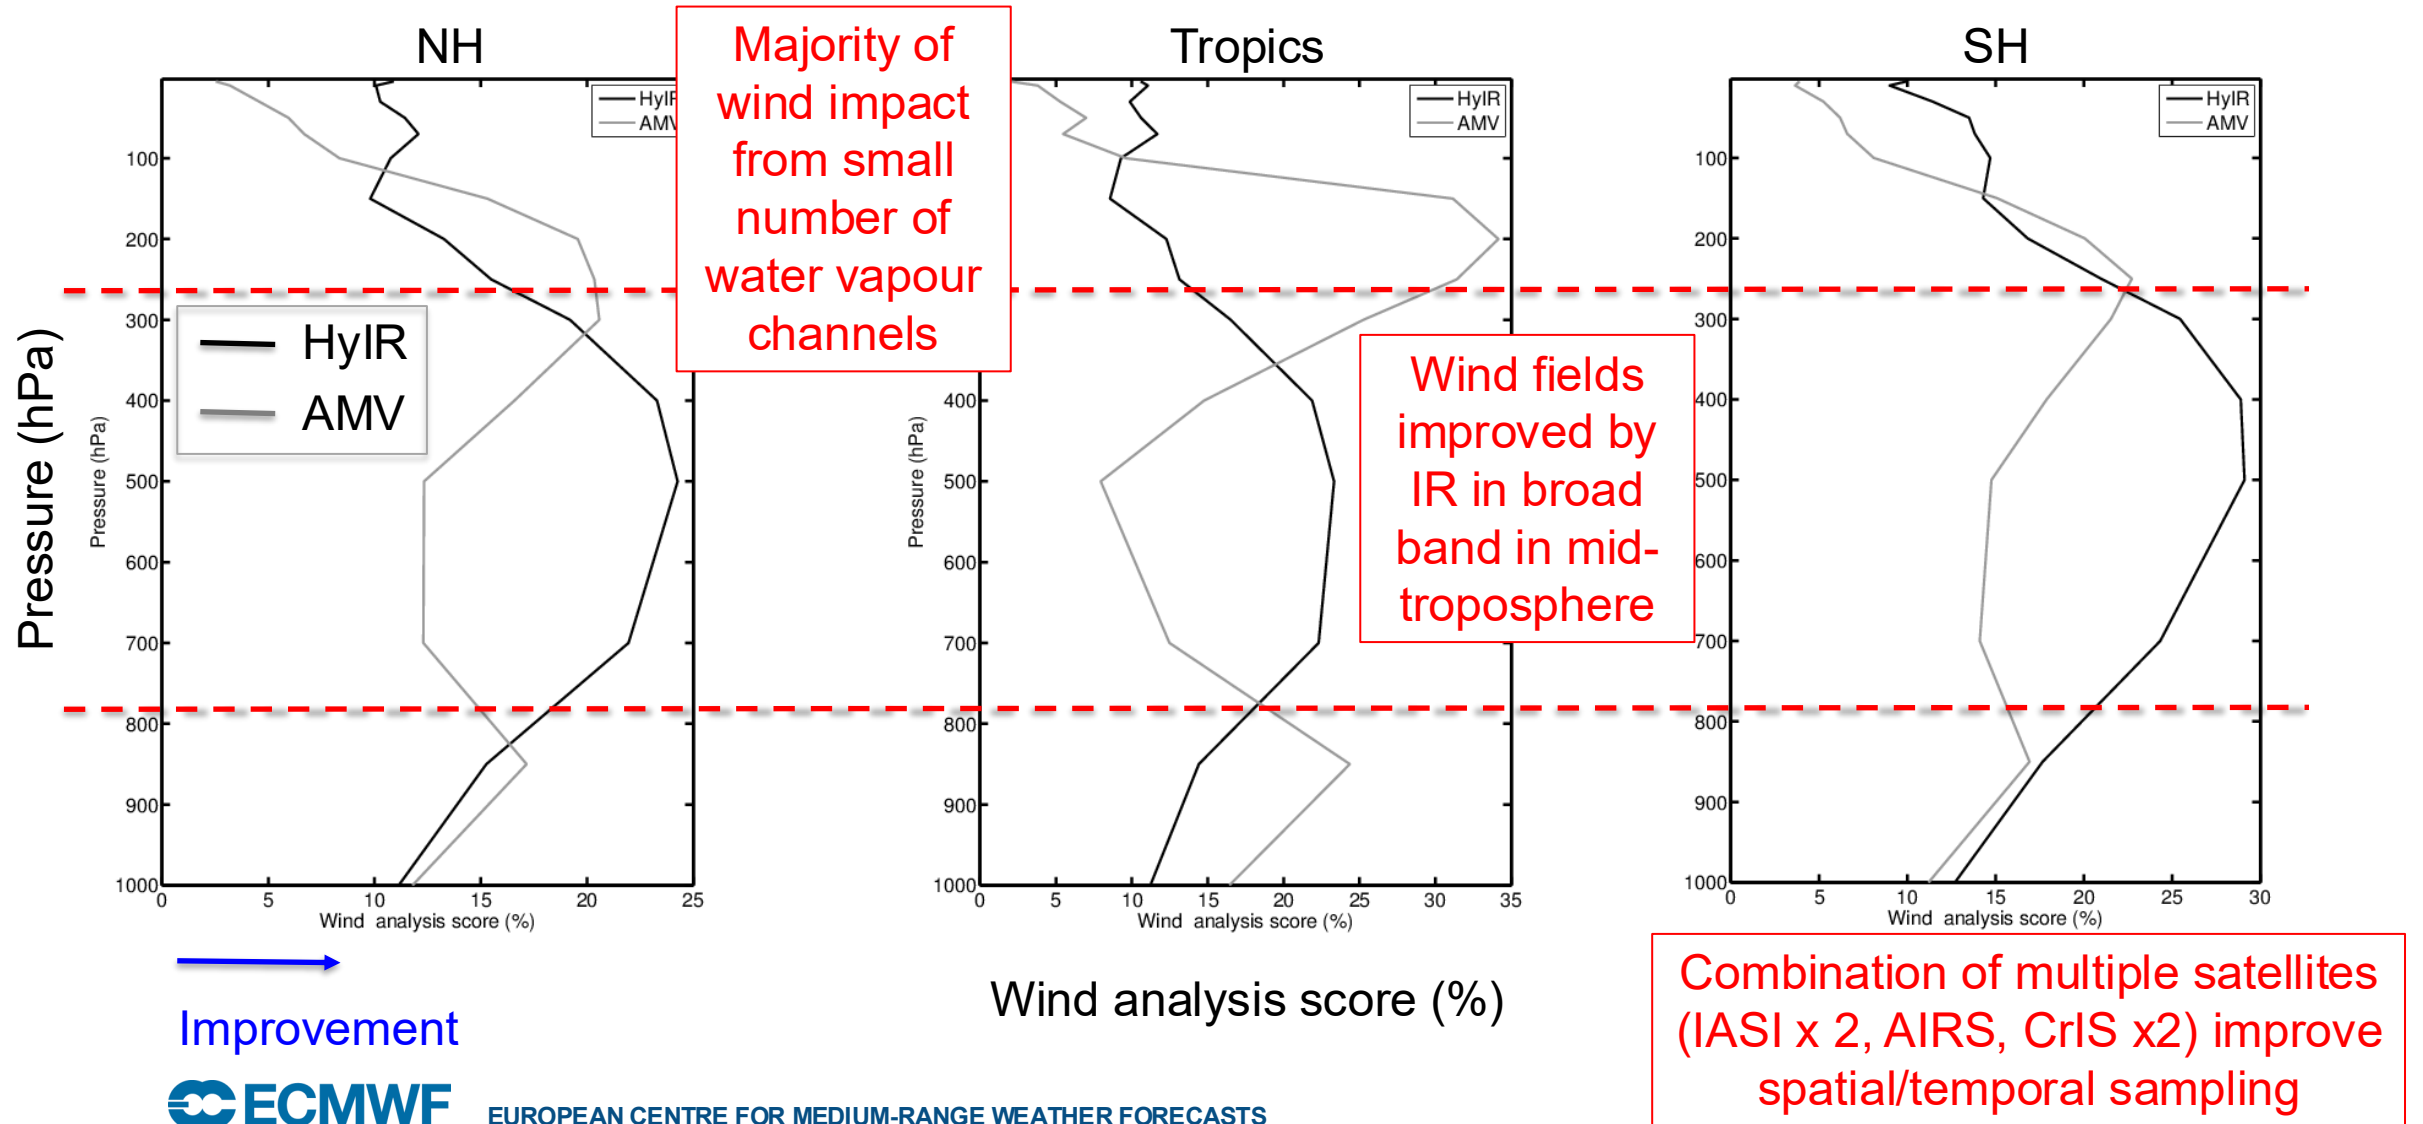 NH
Majority of
wind impact
from small
number of
water vapour
channels
Tropics
SH
HyIR
AMV
HyIR
AMV
HyIR
AMV
Pressure (hPa)
HyIR
AMV
Pressure (hPa)
100
200
300
400
500
600
700
800
900
1000
0 5 10 15 20 25
Wind analysis score (%)
Pressure (hPa)
400
500
600
700
800
900
1000
0 5 10 15 20 25 30 35
Wind analysis score (%)
Wind fields
improved by
IR in broad
band in mid-
troposphere
100
200
300
400
500
600
700
800
900
1000
0 5 10 15 20 25 30
Wind analysis score (%)
Improvement
Wind analysis score (%)
Combination of multiple satellites
(IASI x 2, AIRS, CrIS x2) improve
spatial/temporal sampling
ECMWF
EUROPEAN CENTRE FOR MEDIUM-RANGE WEATHER FORECASTS